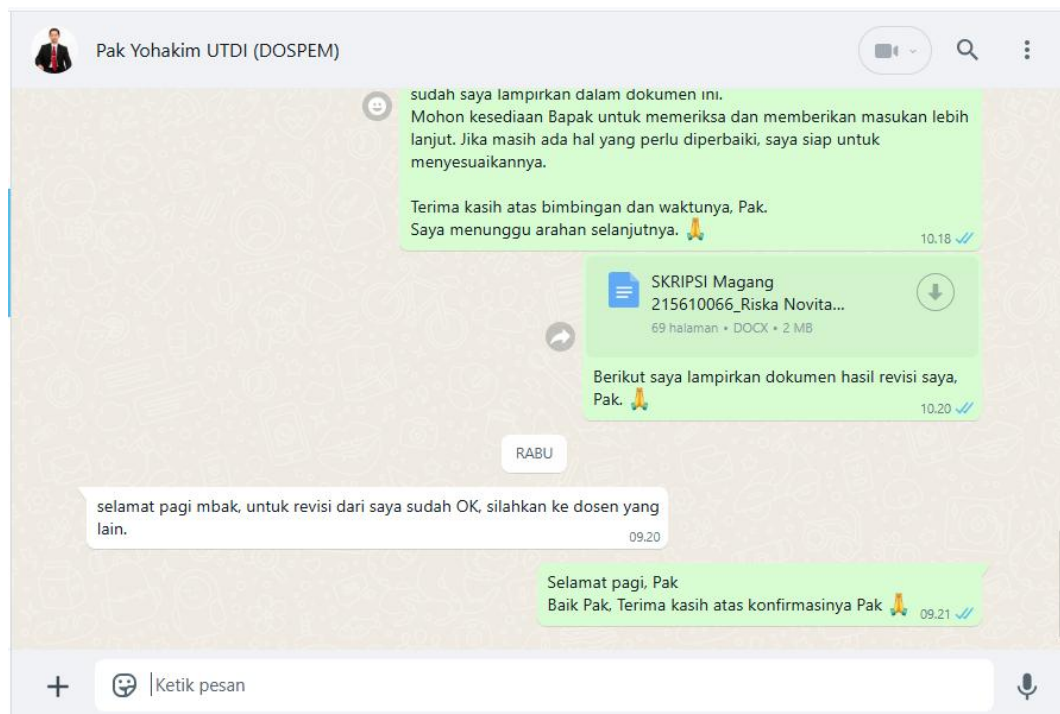 Pak Yohakim UTDI (DOSPEM)
sudah saya lampirkan dalam dokumen ini.
Mohon kesediaan Bapak untuk memeriksa dan memberikan masukan lebih
lanjut. Jika masih ada hal yang perlu diperbaiki, saya siap untuk
menyesuaikannya.
Terima kasih atas bimbingan dan waktunya, Pak.
Saya menunggu arahan selanjutnya. 🙏
10.18
SKRIPSI Magang
215610066_Riska Novita...
69 halaman • DOCX • 2 MB
Berikut saya lampirkan dokumen hasil revisi saya,
Pak. 🙏
10.20
RABU
selamat pagi mbak, untuk revisi dari saya sudah OK, silahkan ke dosen yang
lain.
09.20
Selamat pagi, Pak
Baik Pak, Terima kasih atas konfirmasinya Pak 🙏
09.21
Ketik pesan